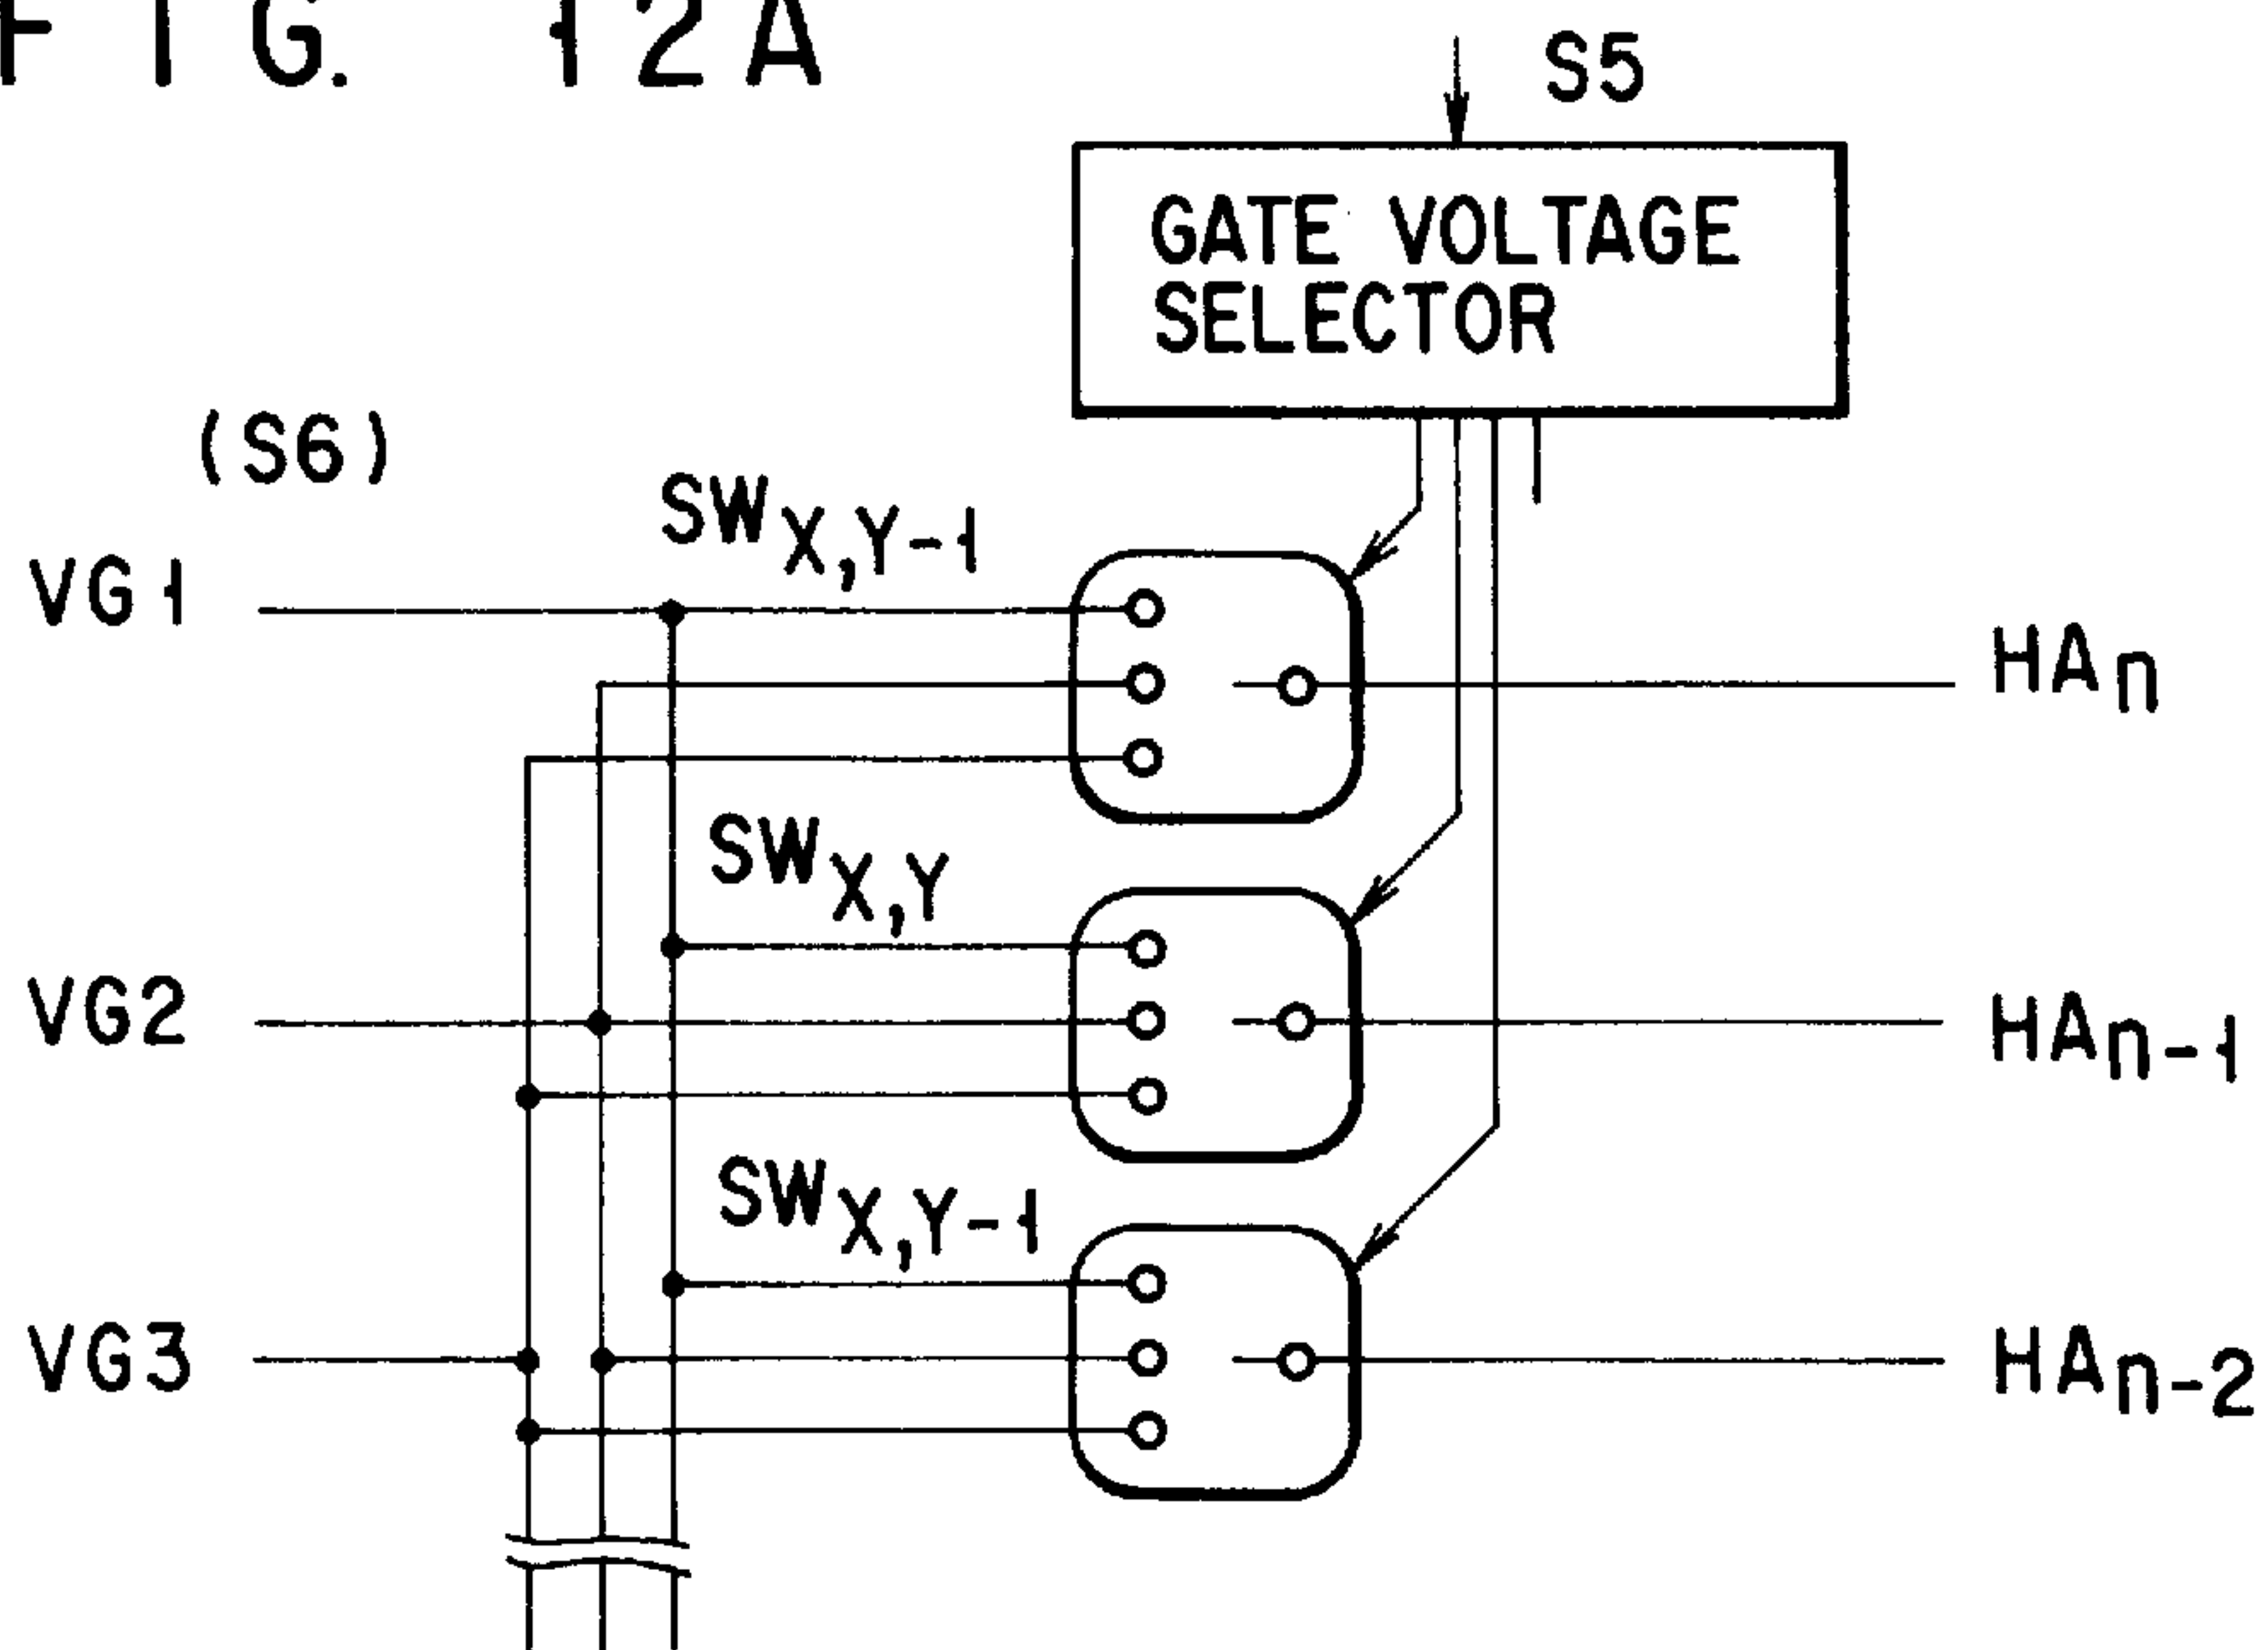 FIG. 12A
S5
GATE VOLTAGE
SELECTOR
(S6)
SWX,Y-1
VG1
HAn
SWX,Y
VG2
HAn-1
SWX,Y-1
VG3
HAn-2